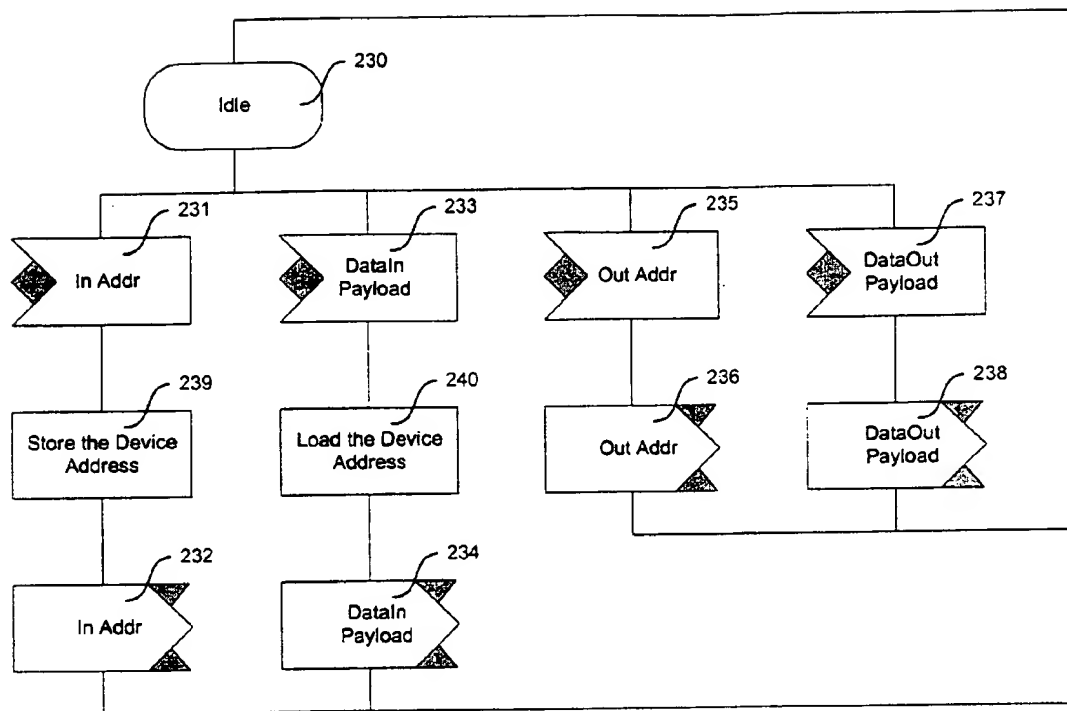 230
Idle
231
In Addr
233
DataIn
Payload
235
Out Addr
237
DataOut
Payload
239
Store the Device
Address
240
Load the Device
Address
236
Out Addr
238
DataOut
Payload
232
In Addr
234
DataIn
Payload